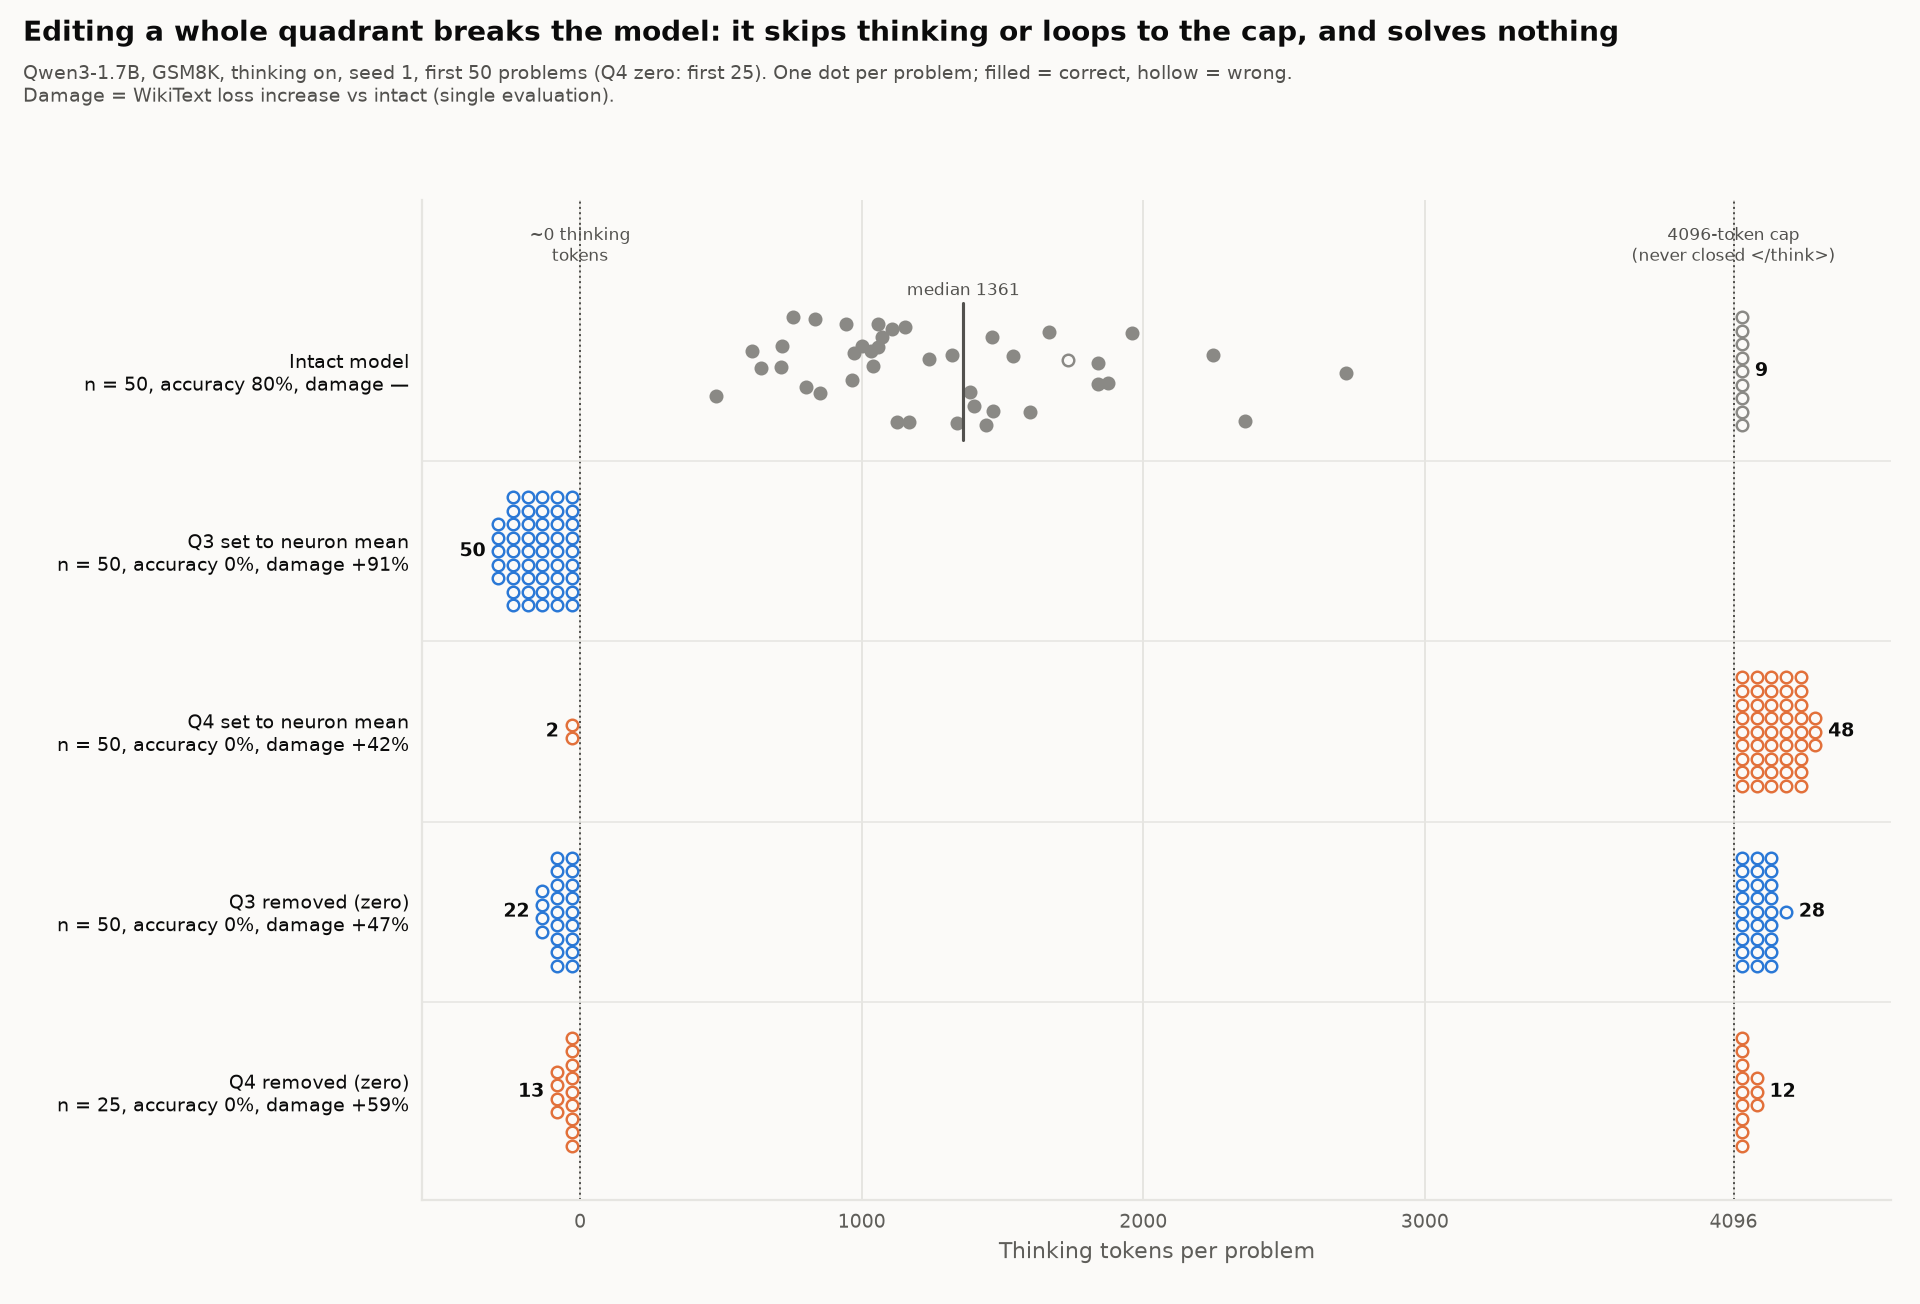 Editing a whole quadrant breaks the model: it skips thinking or loops to the cap, and solves nothing
Qwen3-1.7B, GSM8K, thinking on, seed 1, first 50 problems (Q4 zero: first 25). One dot per problem; filled = correct, hollow = wrong.
Damage = WikiText loss increase vs intact (single evaluation).
~0 thinking
tokens
4096-token cap
(never closed </think>)
median 1361
Intact model
n = 50, accuracy 80%, damage —
9
Q3 set to neuron mean
n = 50, accuracy 0%, damage +91%
50
Q4 set to neuron mean
n = 50, accuracy 0%, damage +42%
2
48
Q3 removed (zero)
n = 50, accuracy 0%, damage +47%
22
28
Q4 removed (zero)
n = 25, accuracy 0%, damage +59%
13
12
0
1000
2000
3000
4096
Thinking tokens per problem